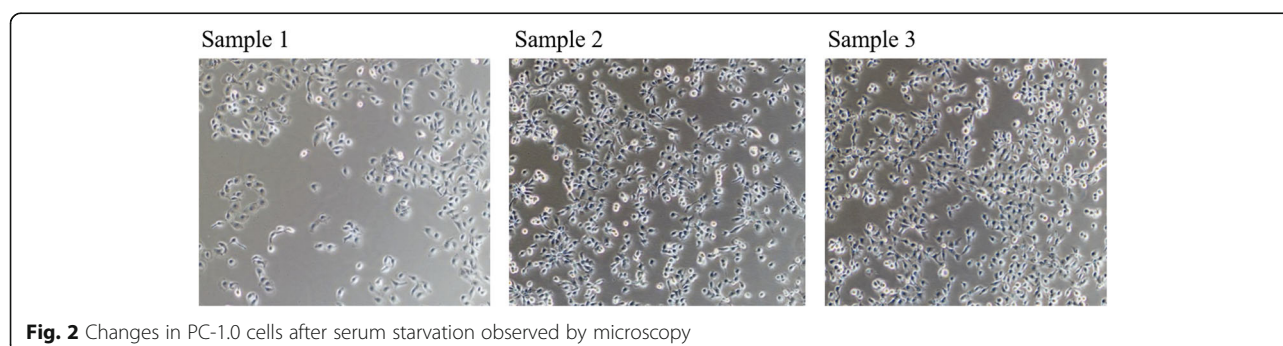 Sample 1 Sample 2 Sample 3
Fig. 2 Changes in PC-1.0 cells after serum starvation observed by microscopy